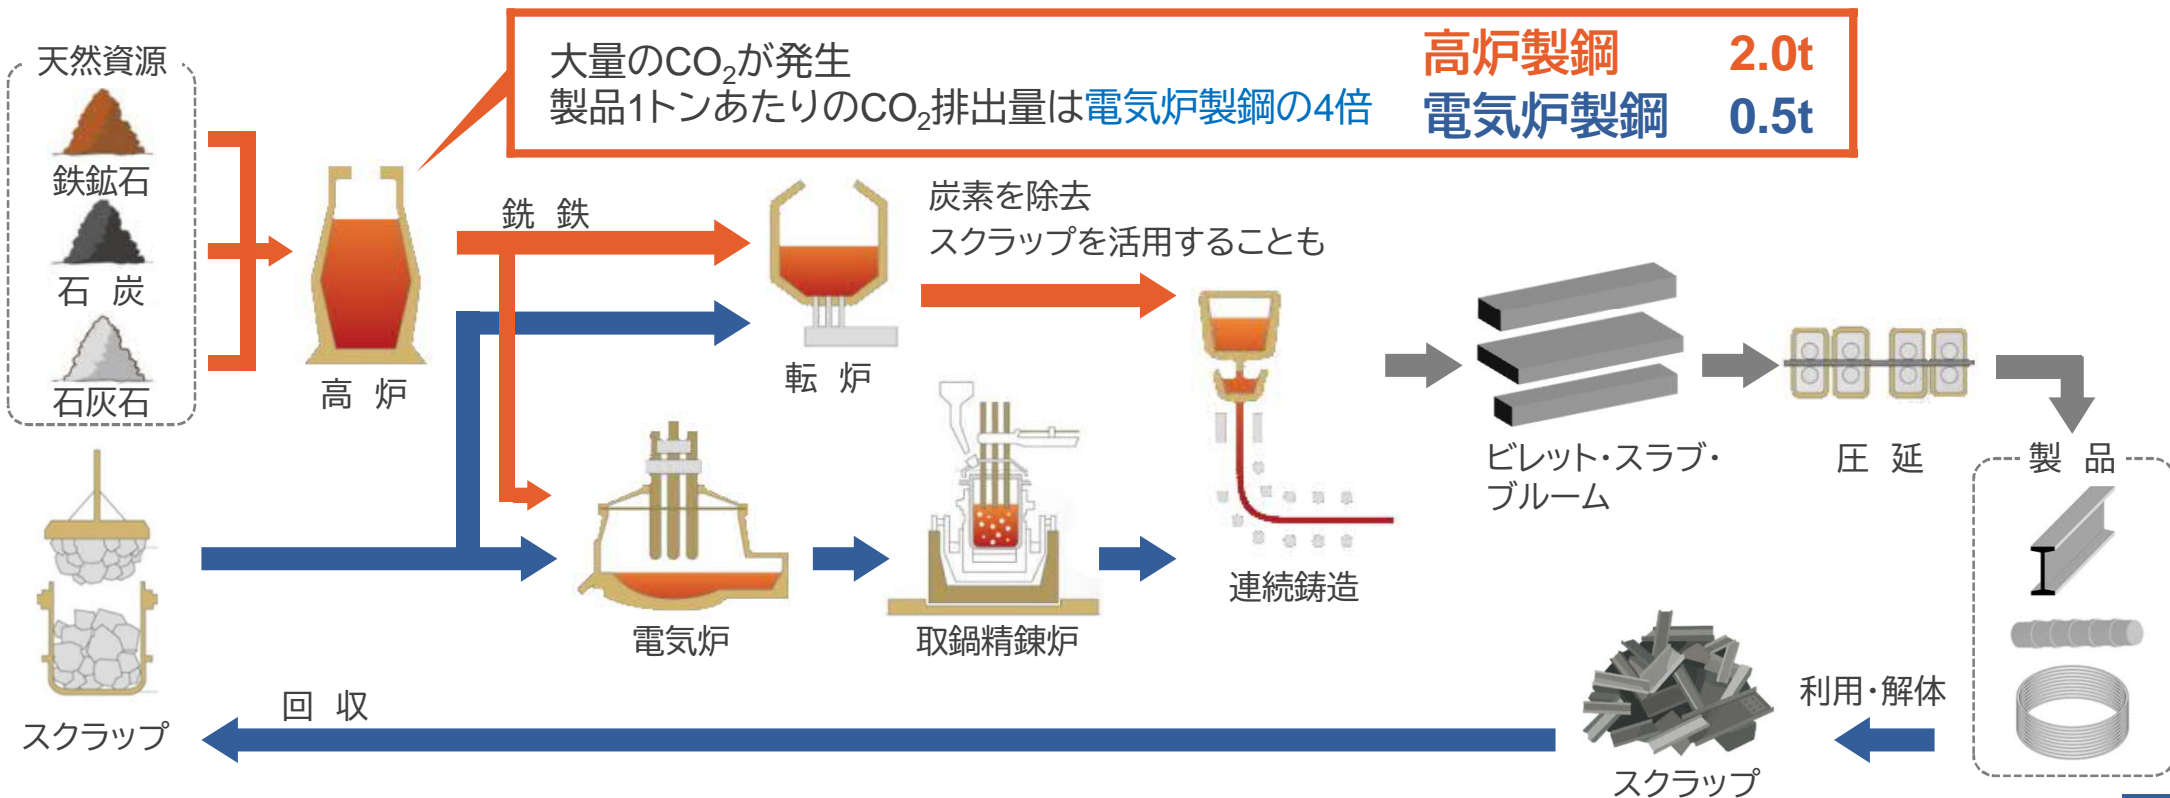 天然資源
鉄鉱石
石 炭
石灰石
大量のCO₂が発生
製品1トンあたりのCO₂排出量は電気炉製鋼の4倍
高炉製鋼 2.0t
電気炉製鋼 0.5t
高 炉
銑 鉄
転 炉
炭素を除去
スクラップを活用することも
電気炉
取鍋精錬炉
連続鋳造
ビレット・スラブ・
ブルーム
圧 延
製 品
利用・解体
スクラップ
回 収
スクラップ